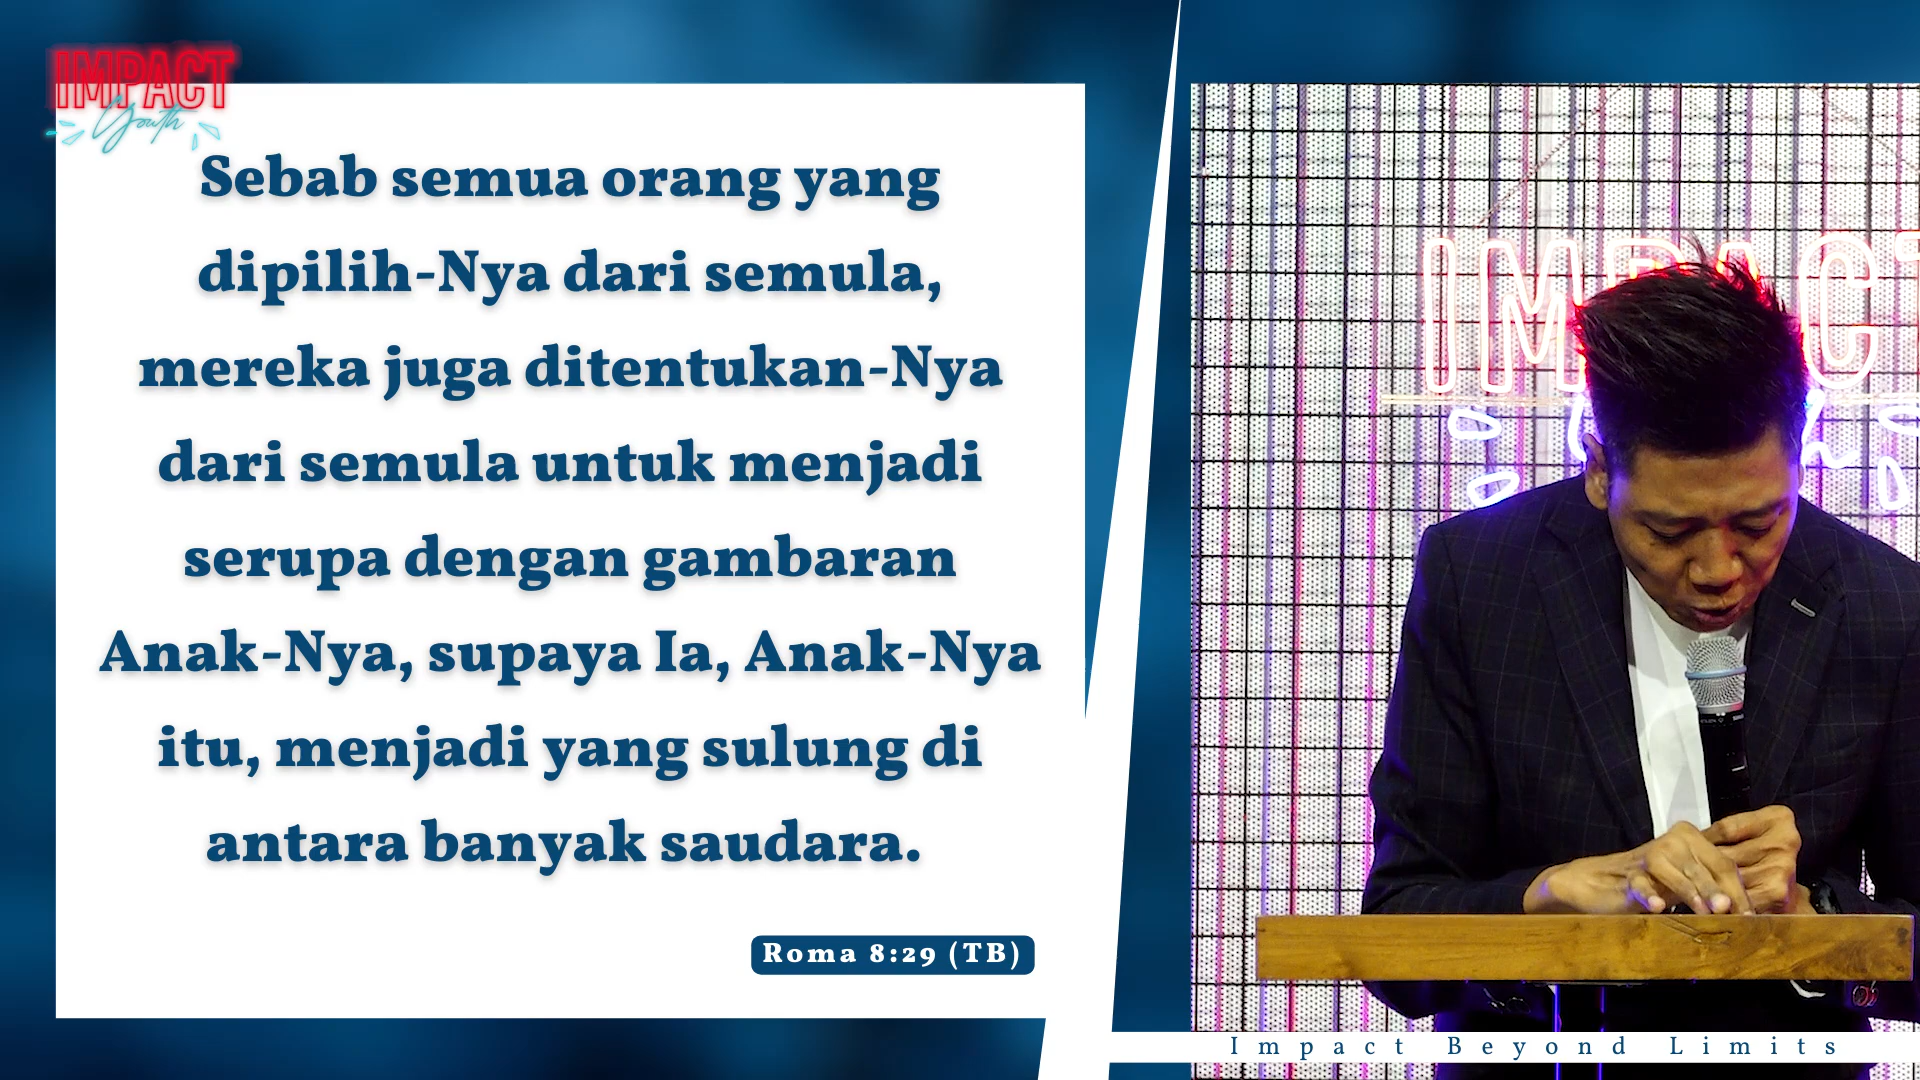 IMPACT
Youth
Sebab semua orang yang
dipilih-Nya dari semula,
mereka juga ditentukan-Nya
dari semula untuk menjadi
serupa dengan gambaran
Anak-Nya, supaya Ia, Anak-Nya
itu, menjadi yang sulung di
antara banyak saudara.
Roma 8:29 (TB)
IMPACT
Impact Beyond Limits